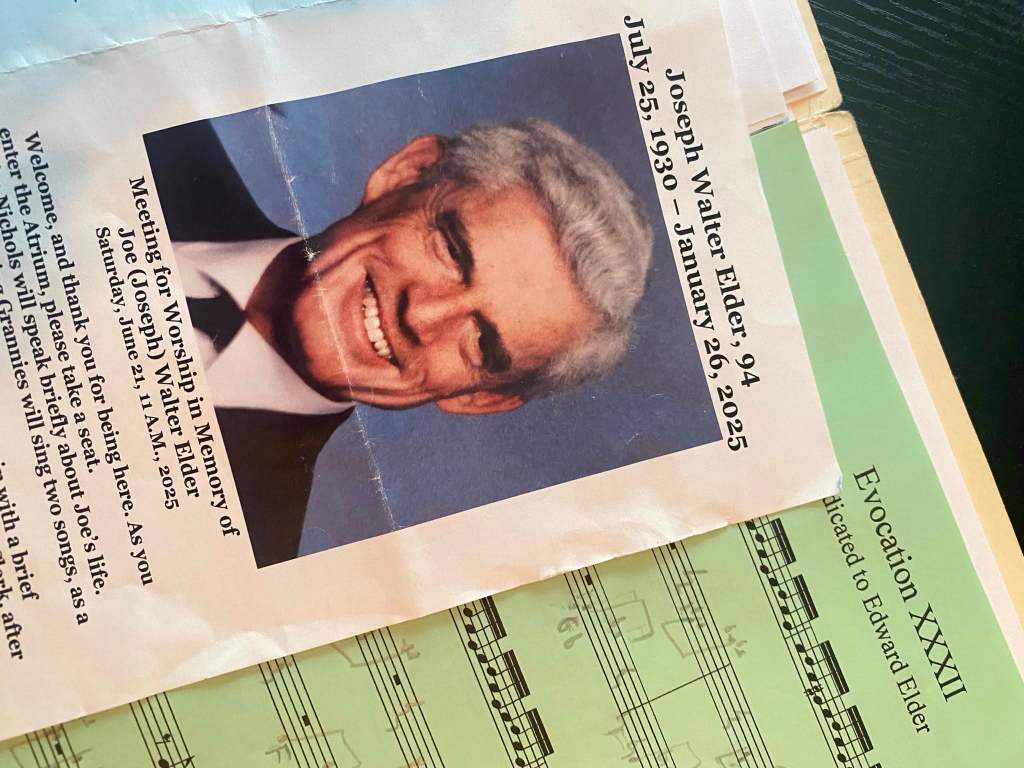 Joseph Walter Elder, 94
July 25, 1930 – January 26, 2025
Meeting for Worship in Memory of
Joe (Joseph) Walter Elder
Saturday, June 21, 11 A.M., 2025
Welcome, and thank you for being here. As you
enter the Atrium, please take a seat.
Nichols will speak briefly about Joe's life.
Grannies will sing two songs, as a
with a brief
after
Evocation XXXII
dicated to Edward Elder